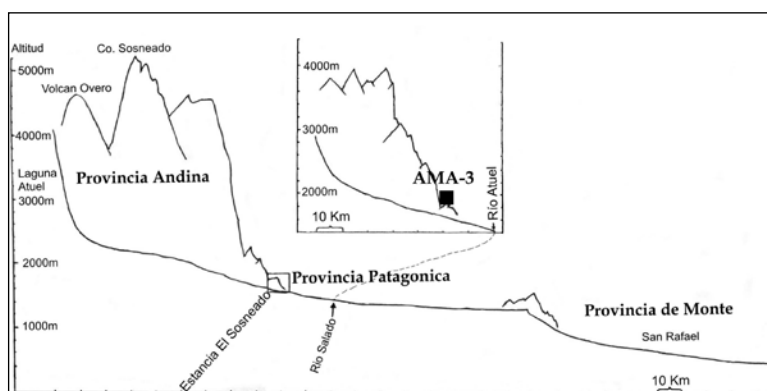 Altitud
Co. Sosneado
5000m
Volcan Overo
4000m
Provincia Andina
Laguna
Atuel
3000m
2000m
1000m
4000m
3000m
2000m
AMA-3
10 Km
Río Atuel
Provincia Patagonica
Estancia El Sosneado
Rio Salado
Provincia de Monte
San Rafael
10 Km